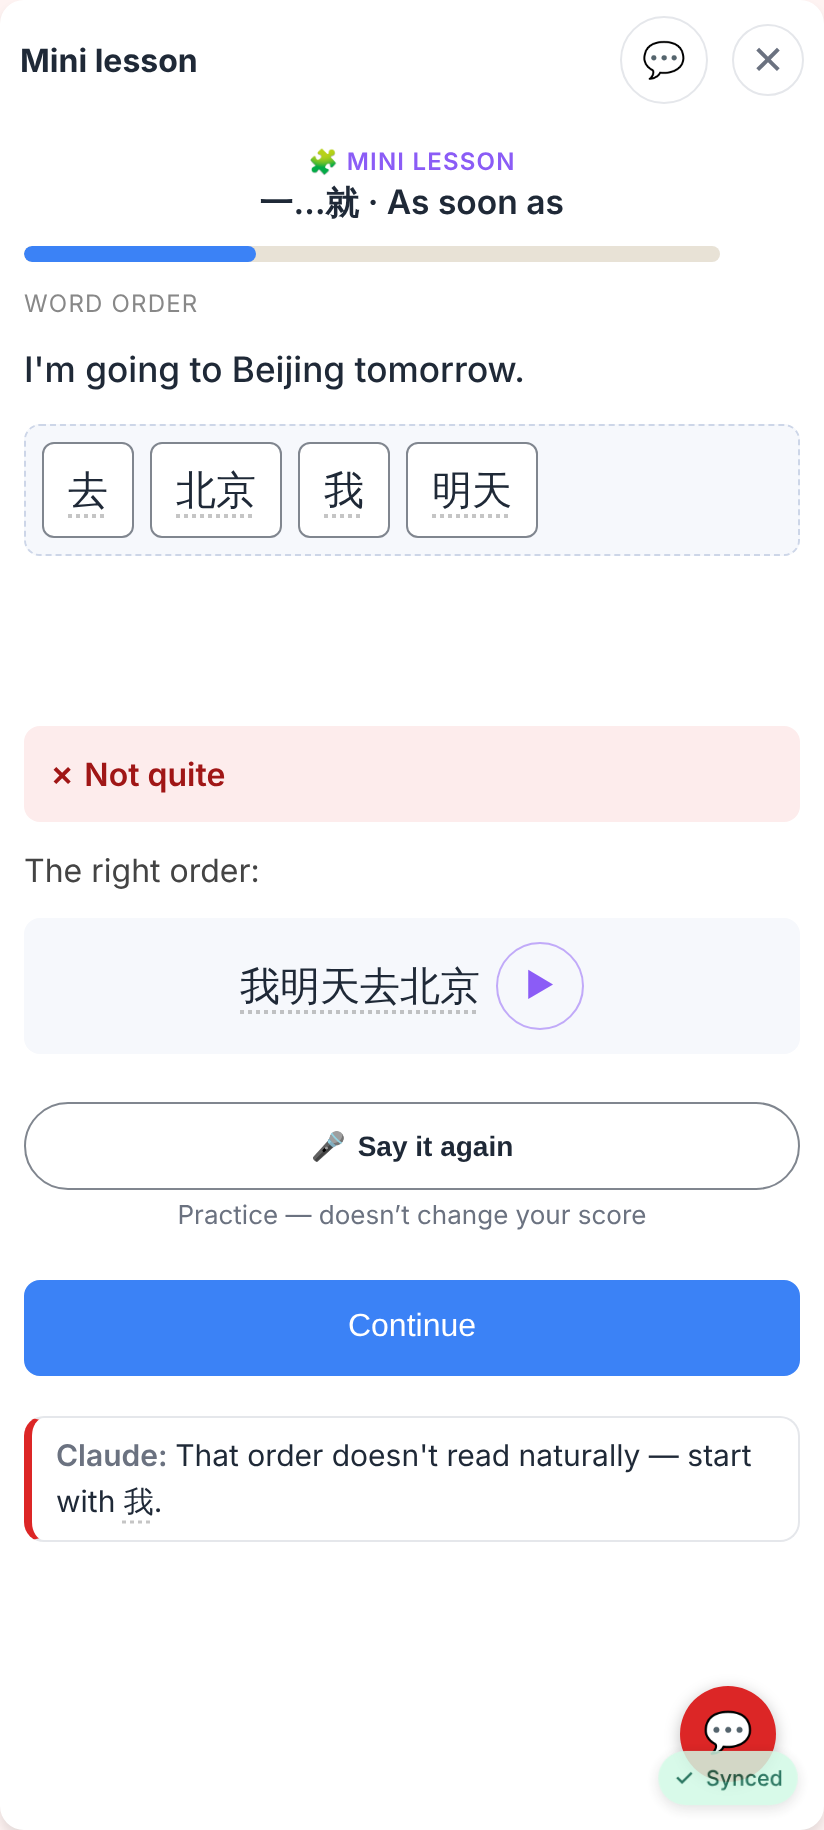 Mini lesson
MINI LESSON
一...就 · As soon as
WORD ORDER
I'm going to Beijing tomorrow.
去 北京 我 明天
× Not quite
The right order:
我明天去北京
Say it again
Practice — doesn’t change your score
Continue
Claude: That order doesn't read naturally — start
with 我.
✓ Synced